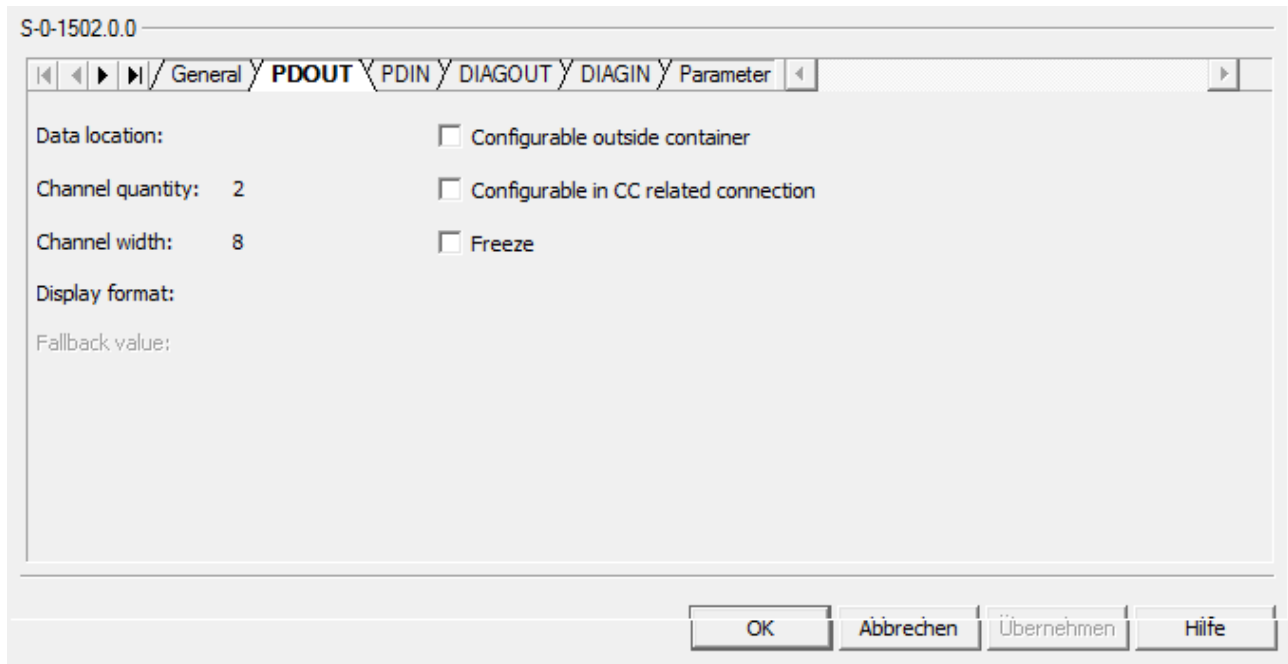 S-0-1502.0.0
General PDOUT PDIN DIAGOUT DIAGIN Parameter
Data location: Configurable outside container
Channel quantity: 2 Configurable in CC related connection
Channel width: 8 Freeze
Display format:
Fallback value:
OK Abbrechen Übernehmen Hilfe